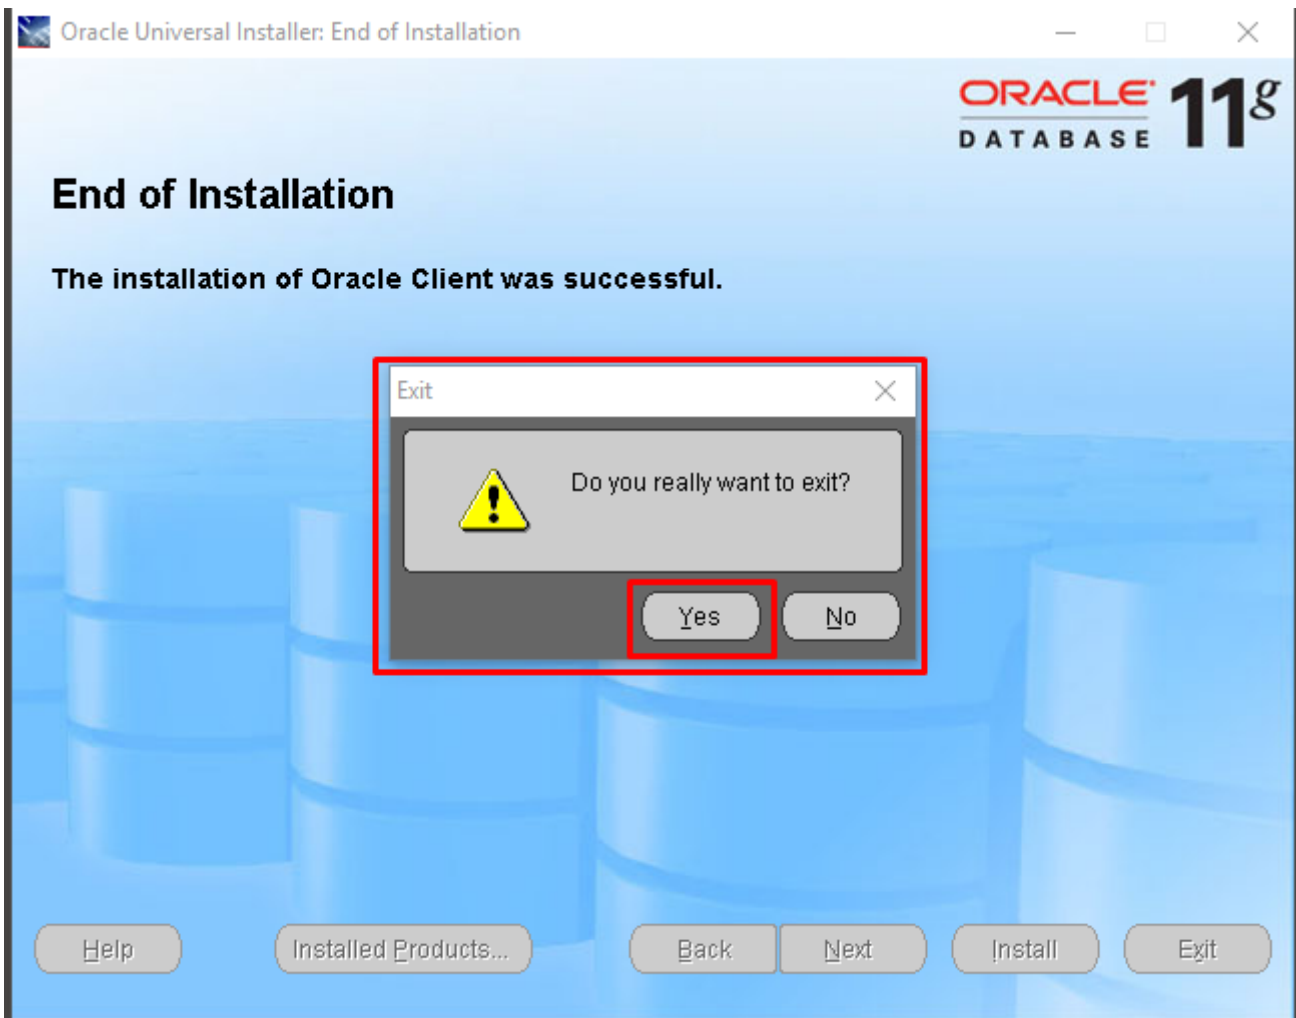 Oracle Universal Installer: End of Installation
ORACLE
DATABASE
11g
End of Installation
The installation of Oracle Client was successful.
Exit
Do you really want to exit?
Yes
No
Help
Installed Products...
Back
Next
Install
Exit